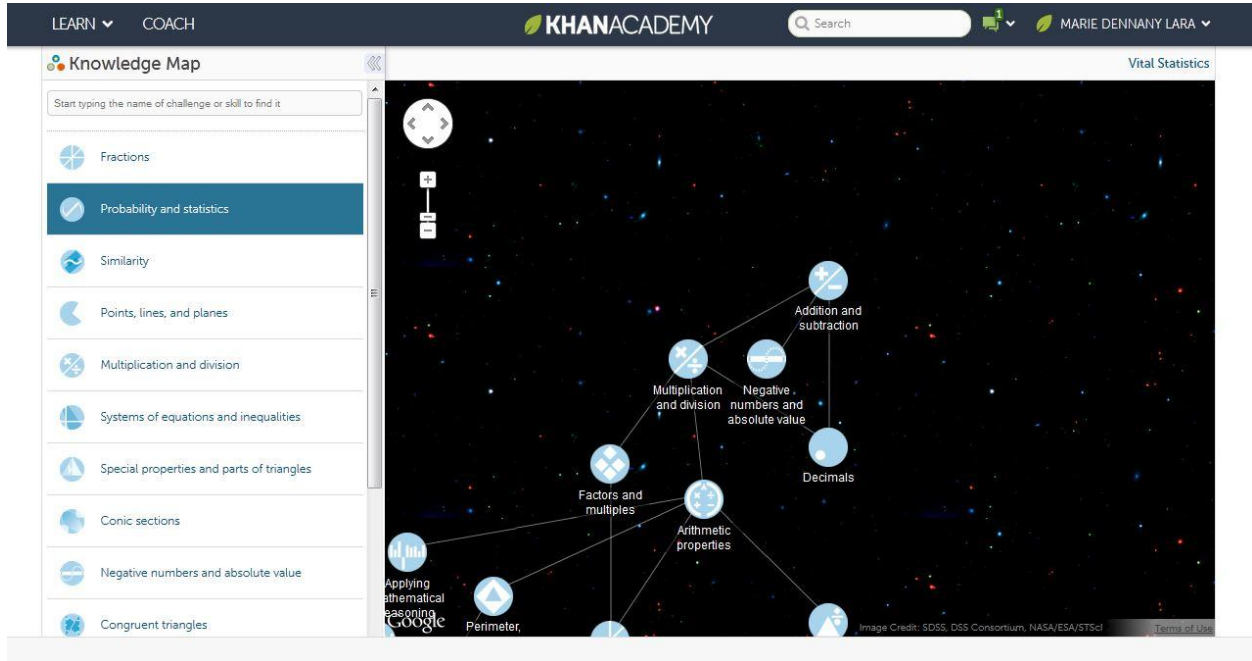 LEARN COACH KHANACADEMY Search 1 MARIE DENNANY LARA
Knowledge Map
Vital Statistics
Start typing the name of challenge or skill to find it
Fractions
Probability and statistics
Similarity
Points, lines, and planes
Multiplication and division
Systems of equations and inequalities
Special properties and parts of triangles
Conic sections
Negative numbers and absolute value
Congruent triangles
Addition and
subtraction
Multiplication
and division
Negative
numbers and
absolute value
Decimals
Factors and
multiples
Arithmetic
properties
Applying
athematical
easoning
Google
Perimeter,
Image Credit: SDSS, DSS Consortium, NASA/ESA/STScI
Terms of Use